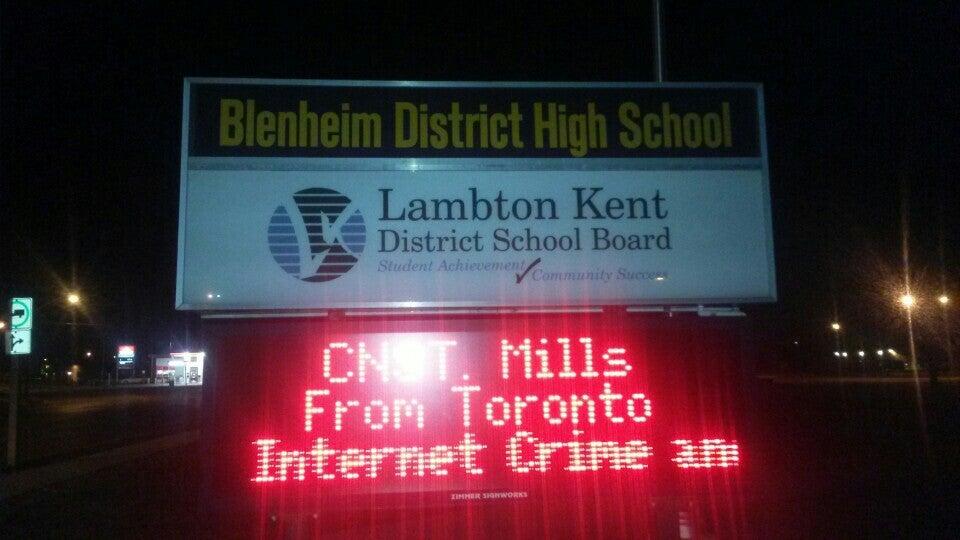 Blenheim District High School
Lambton Kent
District School Board
Student Achievement Community Success
CNST. Mills
From Toronto
Internet Crime am
ZIMMER SIGNWORKS